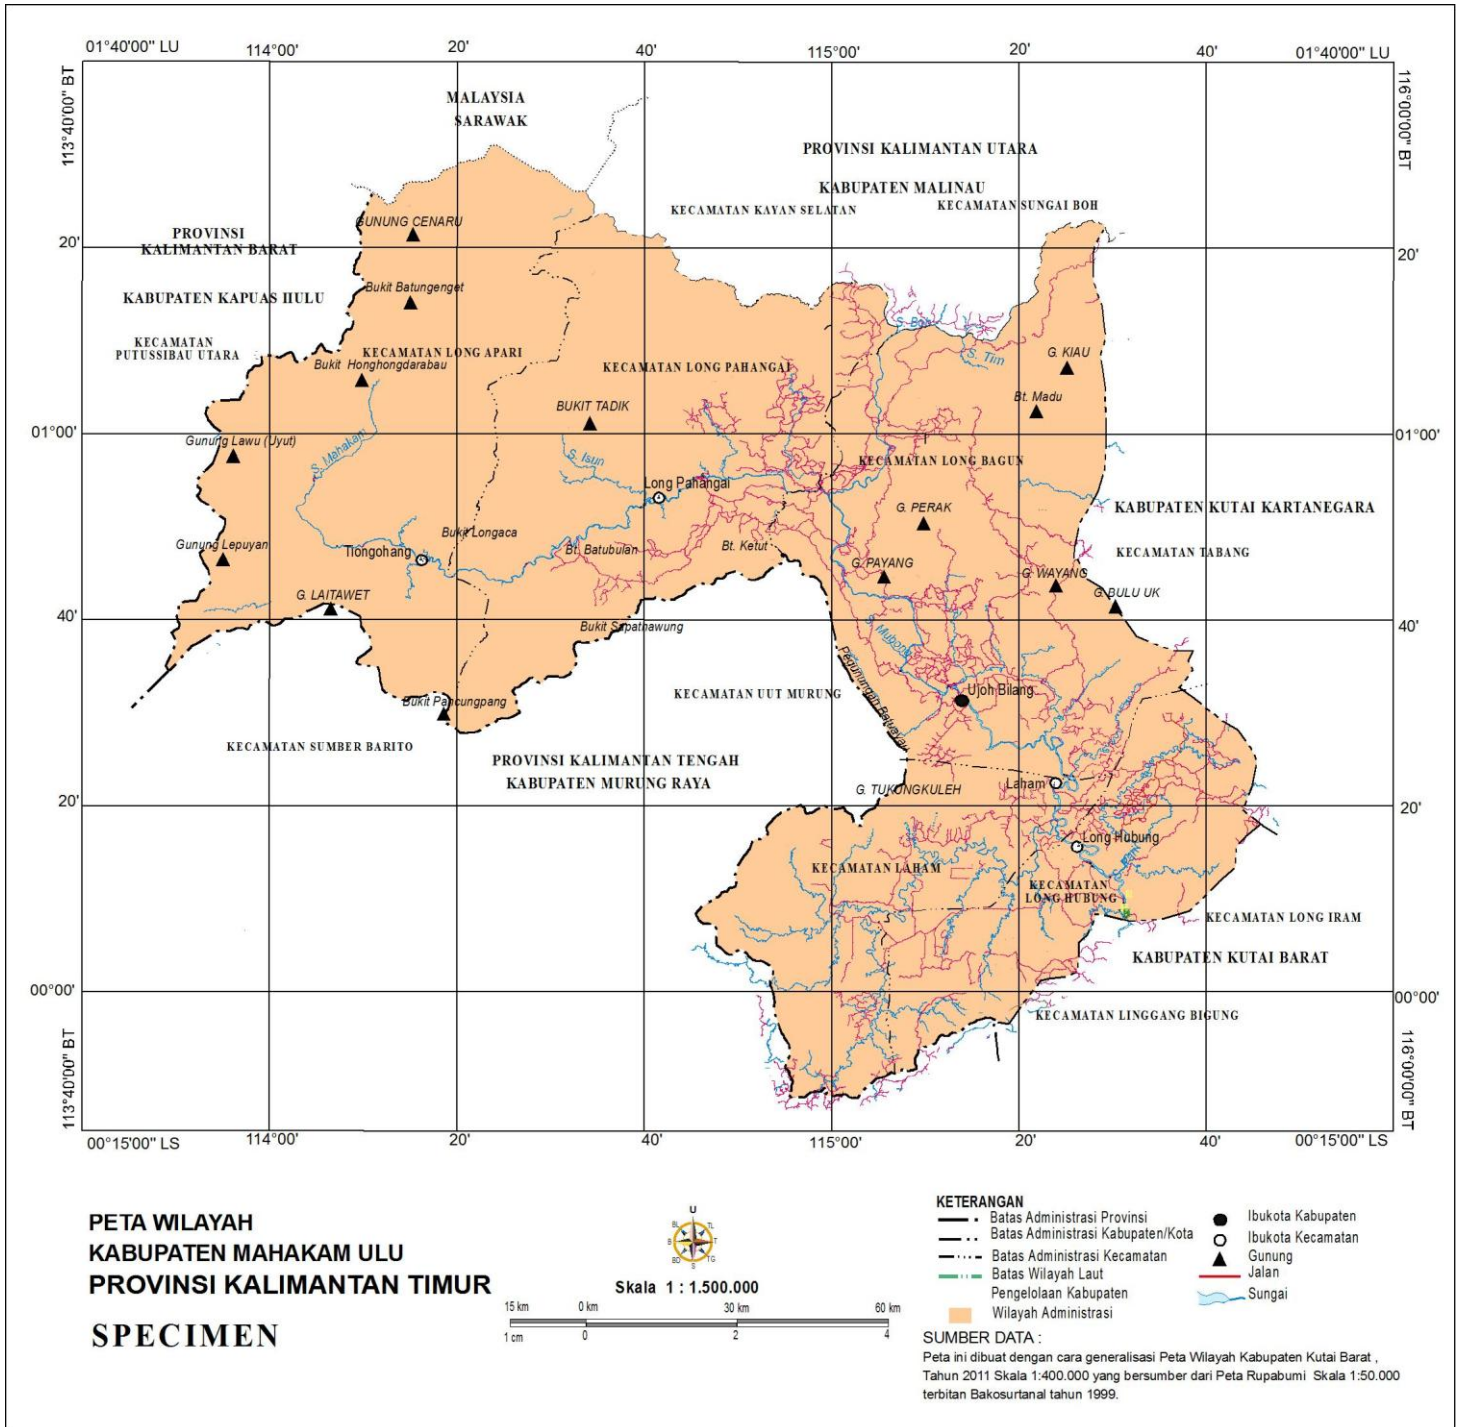 01°40'00" LU
114°00'
20'
40'
115°00'
20'
40'
01°40'00" LU
113°40'00" BT
116°00'00" BT
MALAYSIA
SARAWAK
PROVINSI KALIMANTAN UTARA
KABUPATEN MALINAU
KECAMATAN KAYAN SELATAN
KECAMATAN SUNGAI BOH
GUNUNG CENARU
PROVINSI
KALIMANTAN BARAT
20'
20'
Bukit Batungenget
KABUPATEN KAPUAS HULU
S. Boh
KECAMATAN
PUTUSSIBAU UTARA
KECAMATAN LONG APARI
Bukit Honghongdarabau
KECAMATAN LONG PAHANGAI
S. Tim
G. KIAU
Bt. Madu
BUKIT TADIK
01°00'
01°00'
Gunung Lawu (Uyut)
S. Mahakam
S. Isun
KECAMATAN LONG BAGUN
Long Pahangai
G. PERAK
KABUPATEN KUTAI KARTANEGARA
Bukit Longaca
Gunung Lepuyan
Tiongohang
Bt. Batubulan
Bt. Ketut
KECAMATAN TABANG
G. PAYANG
G. WAYANG
G. LAITAWET
G. BULU UK
40'
40'
Bukit Sapathawung
S. Mubong
Pegunungan Batuayau
KECAMATAN UUT MURUNG
Ujoh Bilang
Bukit Pancungpang
KECAMATAN SUMBER BARITO
PROVINSI KALIMANTAN TENGAH
KABUPATEN MURUNG RAYA
G. TUKUNGKULEH
Laham
20'
20'
Long Hubung
KECAMATAN LAHAM
KECAMATAN
LONG HUBUNG
KECAMATAN LONG IRAM
KABUPATEN KUTAI BARAT
00°00'
00°00'
KECAMATAN LINGGANG BIGUNG
113°40'00" BT
116°00'00" BT
00°15'00" LS
114°00'
20'
40'
115°00'
20'
40'
00°15'00" LS
PETA WILAYAH
KABUPATEN MAHAKAM ULU
PROVINSI KALIMANTAN TIMUR
SPECIMEN
U
BL
TL
B
T
BD
TG
S
Skala 1 : 1.500.000
15 km
0 km
30 km
60 km
1 cm
0
2
4
KETERANGAN
Batas Administrasi Provinsi
Batas Administrasi Kabupaten/Kota
Batas Administrasi Kecamatan
Batas Wilayah Laut
Pengelolaan Kabupaten
Wilayah Administrasi
Ibukota Kabupaten
Ibukota Kecamatan
Gunung
Jalan
Sungai
SUMBER DATA :
Peta ini dibuat dengan cara generalisasi Peta Wilayah Kabupaten Kutai Barat ,
Tahun 2011 Skala 1:400.000 yang bersumber dari Peta Rupabumi Skala 1:50.000
terbitan Bakosurtanal tahun 1999.